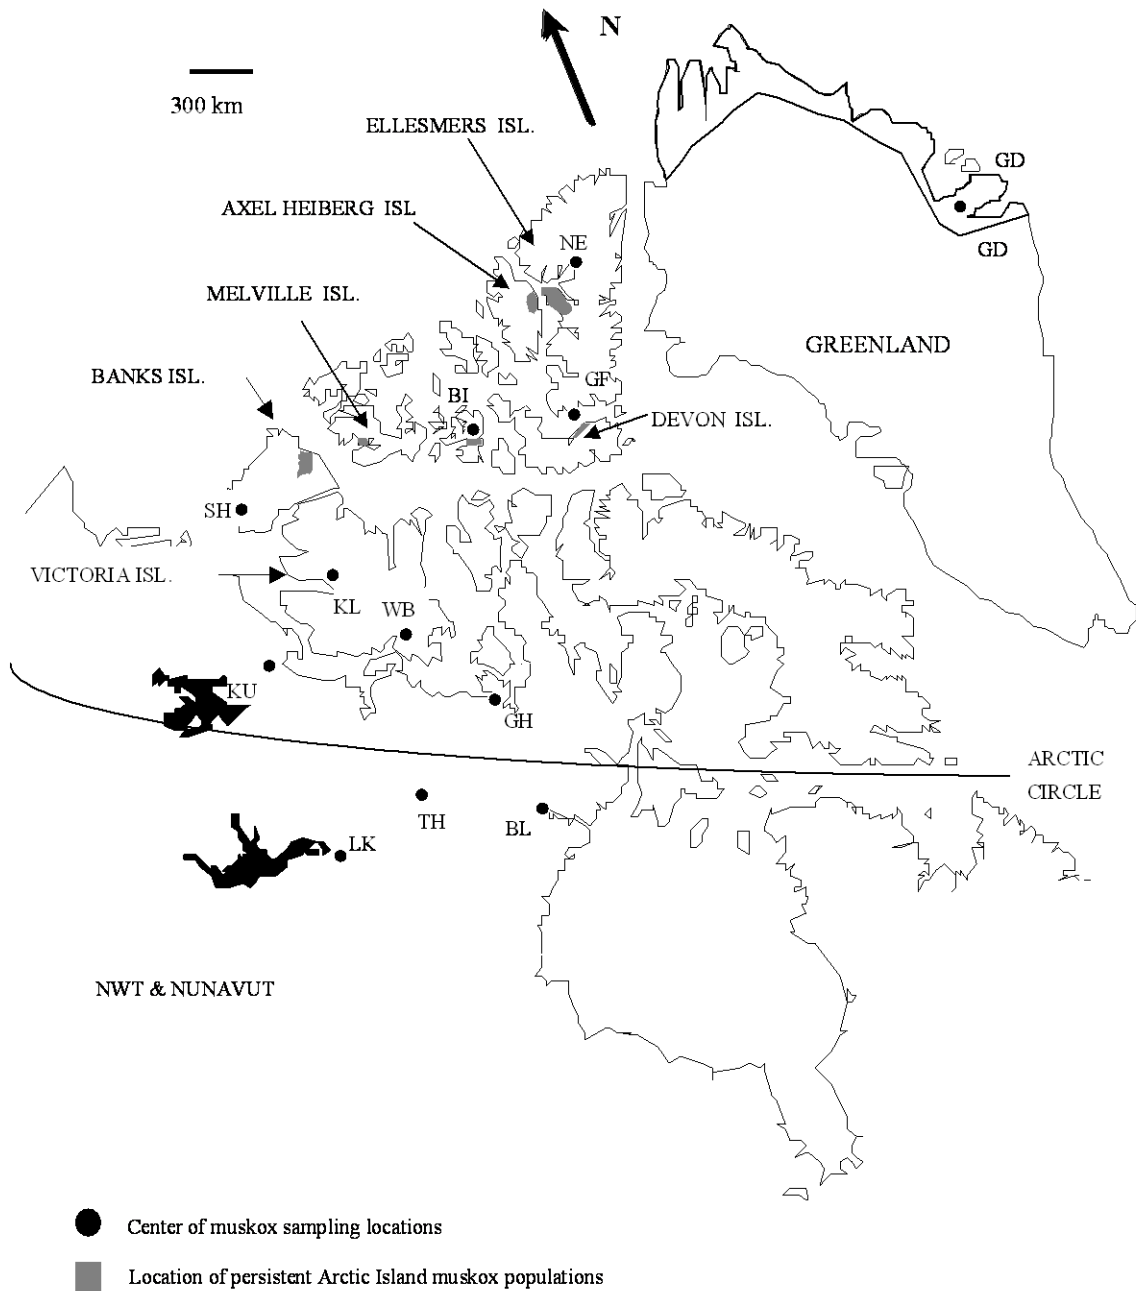 N
300 km
ELLESMERS ISL.
GD
AXEL HEIBERG ISL
NE
GD
MELVILLE ISL.
GREENLAND
BANKS ISL.
GF
BI
DEVON ISL.
SH
VICTORIA ISL.
KL
WB
KU
GH
ARCTIC
CIRCLE
TH
BL
LK
NWT & NUNAVUT
Center of muskox sampling locations
Location of persistent Arctic Island muskox populations